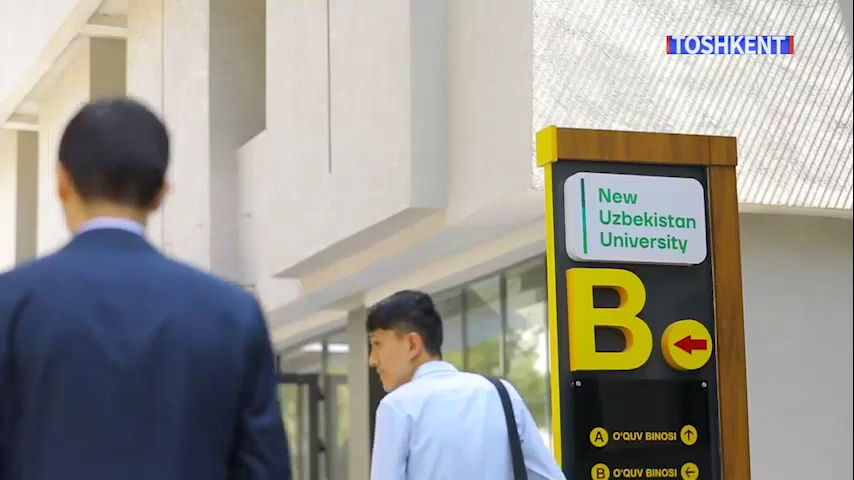 TOSHKENT
New
Uzbekistan
University
B
A O'QUV BINOSI
B O'QUV BINOSI